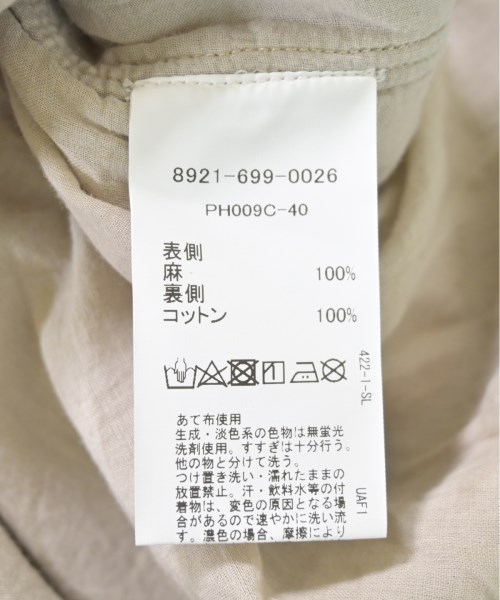 8921-699-0026
PH009C-40
表側
麻 100%
裏側
コットン 100%
422-1-SL
あて布使用
生成・淡色系の色物は無蛍光
洗剤使用。すすぎは十分行う。
他の物と分けて洗う。
つけ置き洗い・濡れたままの
放置禁止。汗・飲料水等の付
着物は、変色の原因となる場
合があるので速やかに洗い流
す。濃色の場合、摩擦により
UAF1